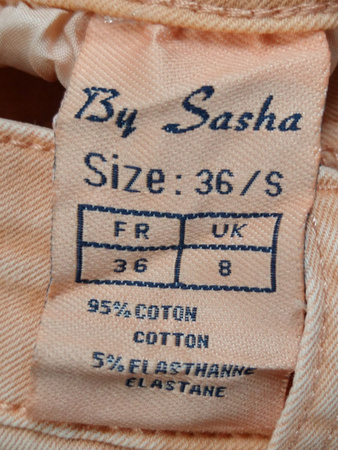 By Sasha
Size: 36/S
FR UK
36 8
95% COTON
COTTON
5% ELASTHANNE
ELASTANE